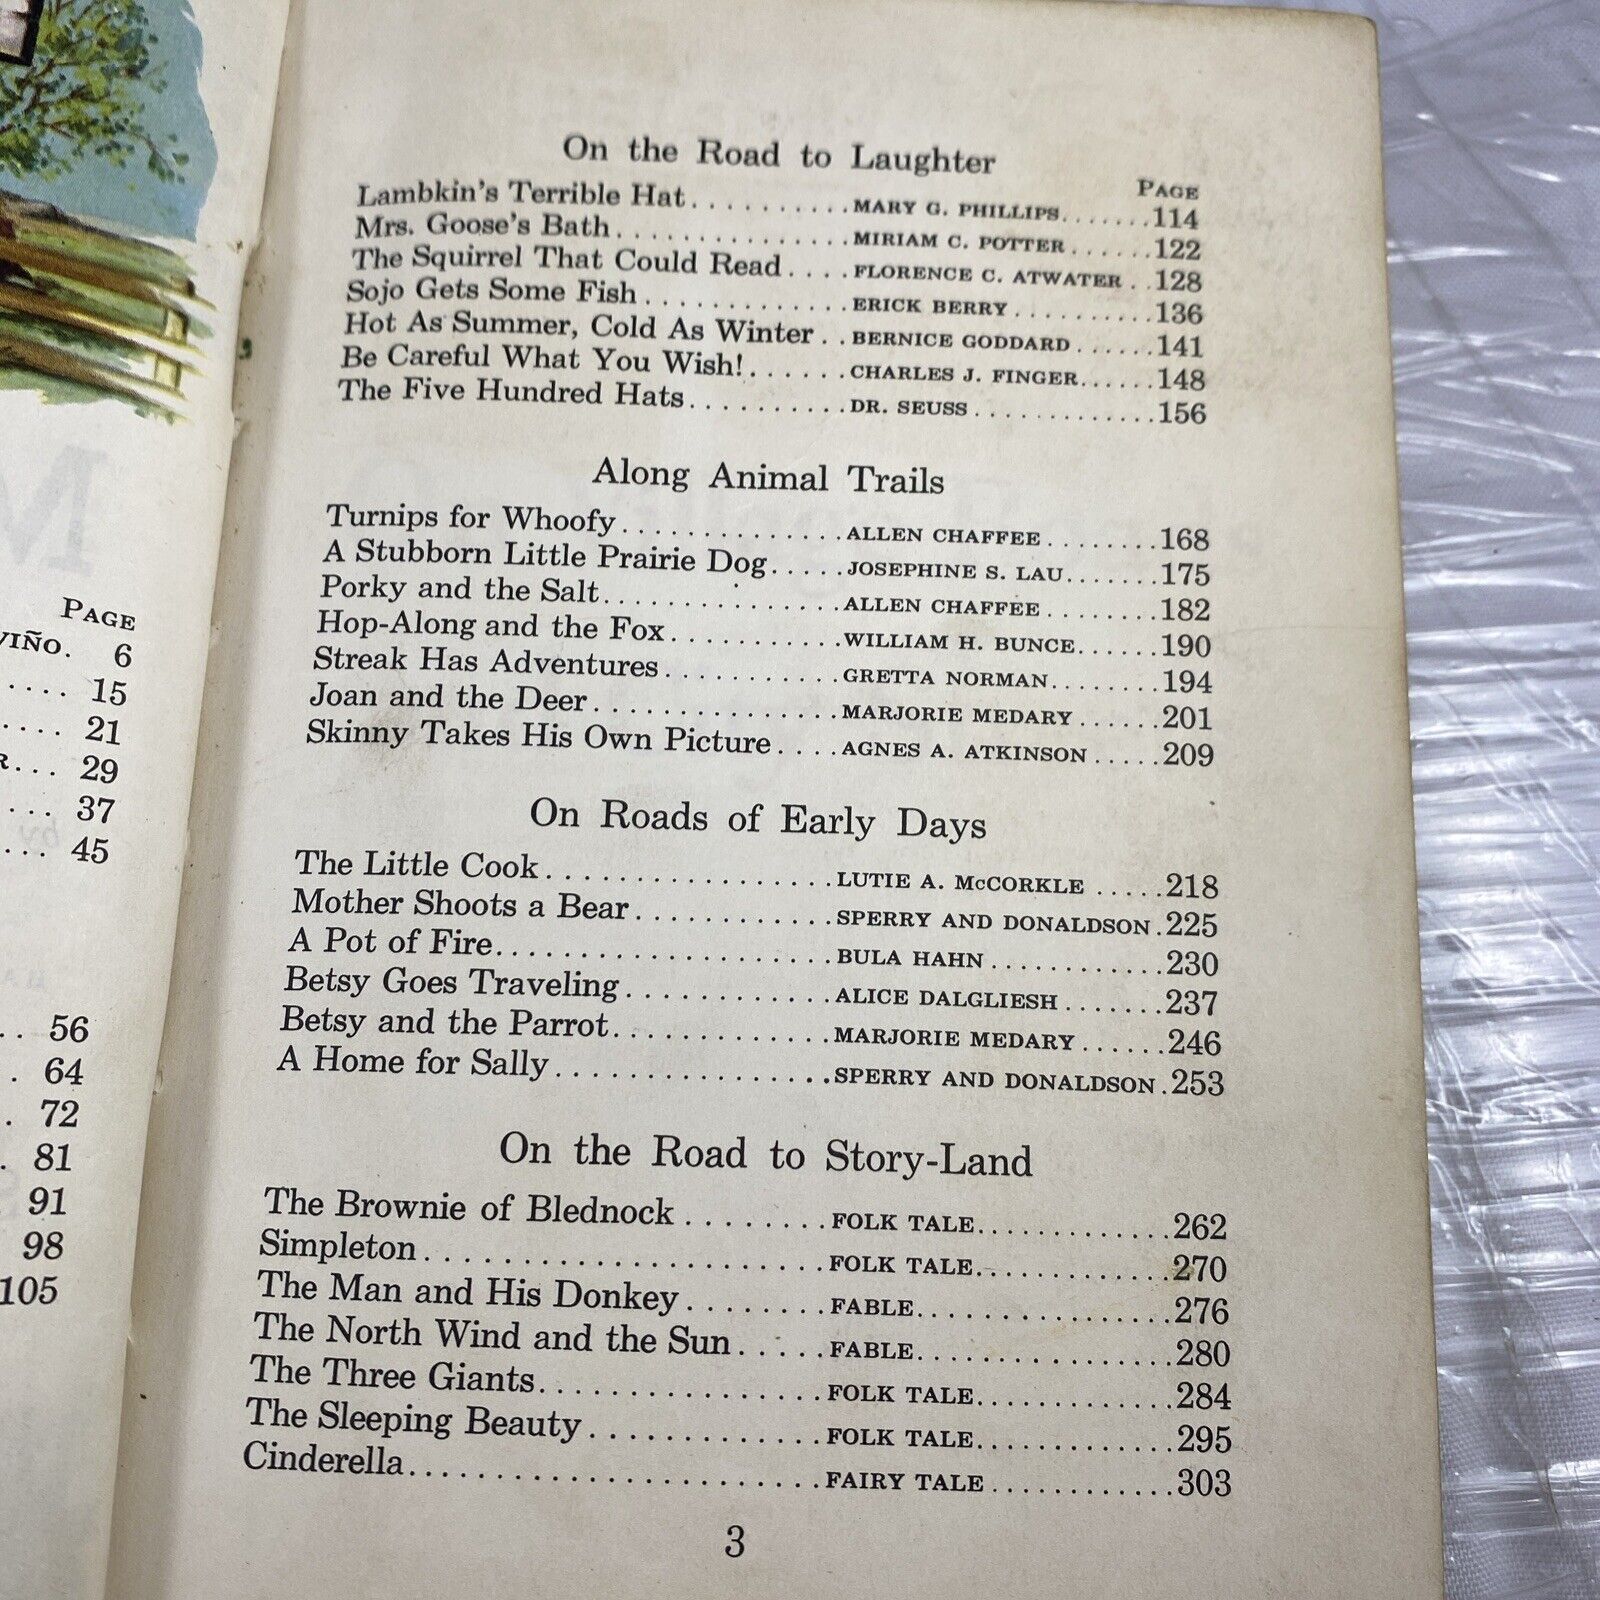 PAGE
VIÑO. 6
.... 15
.... 21
R... 29
.... 37
.... 45
.. 56
. 64
. 72
. 81
91
98
105
On the Road to Laughter
PAGE
Lambkin's Terrible Hat .......... MARY G. PHILLIPS....... 114
Mrs. Goose's Bath .............. MIRIAM C. POTTER ...... 122
The Squirrel That Could Read .... FLORENCE C. ATWATER .. 128
Sojo Gets Some Fish ............ ERICK BERRY .......... 136
Hot As Summer, Cold As Winter .. BERNICE GODDARD ...... 141
Be Careful What You Wish!...... CHARLES J. FINGER...... 148
The Five Hundred Hats .......... DR. SEUSS ............. 156
Along Animal Trails
Turnips for Whoofy .............. ALLEN CHAFFEE ........ 168
A Stubborn Little Prairie Dog ..... JOSEPHINE S. LAU....... 175
Porky and the Salt ............... ALLEN CHAFFEE ........ 182
Hop-Along and the Fox ........... WILLIAM H. BUNCE...... 190
Streak Has Adventures ........... GRETTA NORMAN........ 194
Joan and the Deer ............... MARJORIE MEDARY ...... 201
Skinny Takes His Own Picture .... AGNES A. ATKINSON ..... 209
On Roads of Early Days
The Little Cook .................. LUTIE A. McCORKLE ..... 218
Mother Shoots a Bear ............ SPERRY AND DONALDSON . 225
A Pot of Fire ..................... BULA HAHN ............ 230
Betsy Goes Traveling ............. ALICE DALGLIESH ....... 237
Betsy and the Parrot .............. MARJORIE MEDARY ...... 246
A Home for Sally ................. SPERRY AND DONALDSON . 253
On the Road to Story-Land
The Brownie of Blednock ........ FOLK TALE............. 262
Simpleton ....................... FOLK TALE............. 270
The Man and His Donkey ........ FABLE................. 276
The North Wind and the Sun ..... FABLE................. 280
The Three Giants................. FOLK TALE ............ 284
The Sleeping Beauty ............. FOLK TALE............. 295
Cinderella ........................ FAIRY TALE ............ 303
3